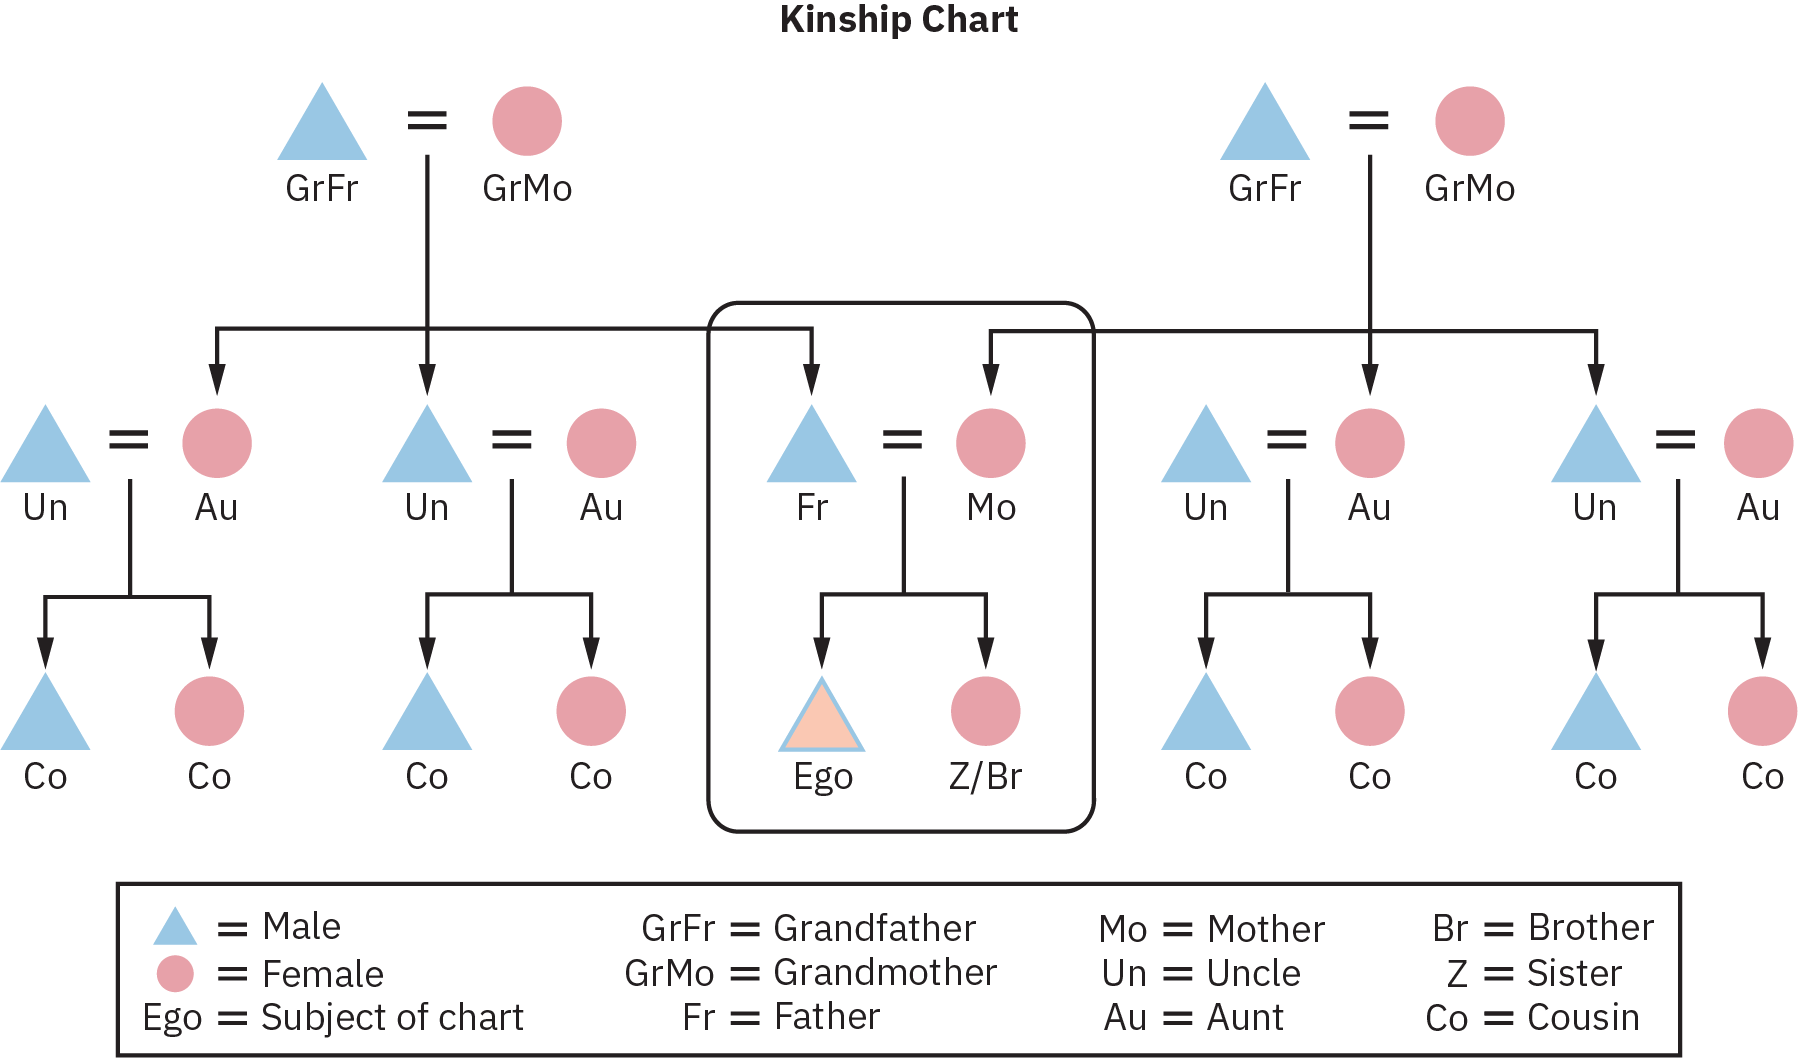 Kinship Chart
GrFr = GrMo GrFr = GrMo
Un = Au Un = Au Fr = Mo Un = Au Un = Au
Co Co Co Co Ego Z/Br Co Co Co Co
= Male GrFr = Grandfather Mo = Mother Br = Brother
= Female GrMo = Grandmother Un = Uncle Z = Sister
Ego = Subject of chart Fr = Father Au = Aunt Co = Cousin